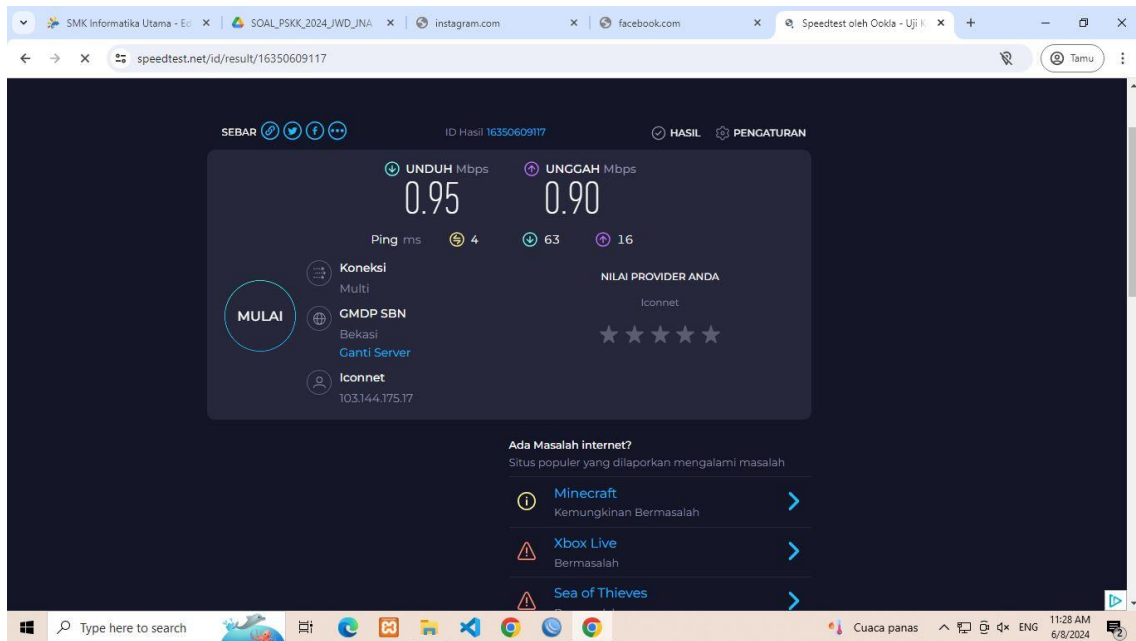 SMK Informatika Utama - Ed
SOAL_PSKK_2024_JWD_JNA
instagram.com
facebook.com
Speedtest oleh Ookla - Uji K
speedtest.net/id/result/16350609117
Tamu
SEBAR
ID Hasil 16350609117
HASIL
PENGATURAN
UNDUH Mbps
UNGGAH Mbps
0.95
0.90
Ping ms 4 63 16
MULAI
Koneksi
Multi
GMDP SBN
Bekasi
Ganti Server
Iconnet
103.144.175.17
NILAI PROVIDER ANDA
Iconnet
Ada Masalah internet?
Situs populer yang dilaporkan mengalami masalah
Minecraft
Kemungkinan Bermasalah
Xbox Live
Bermasalah
Sea of Thieves
Type here to search
Cuaca panas
ENG
11:28 AM
6/8/2024
2